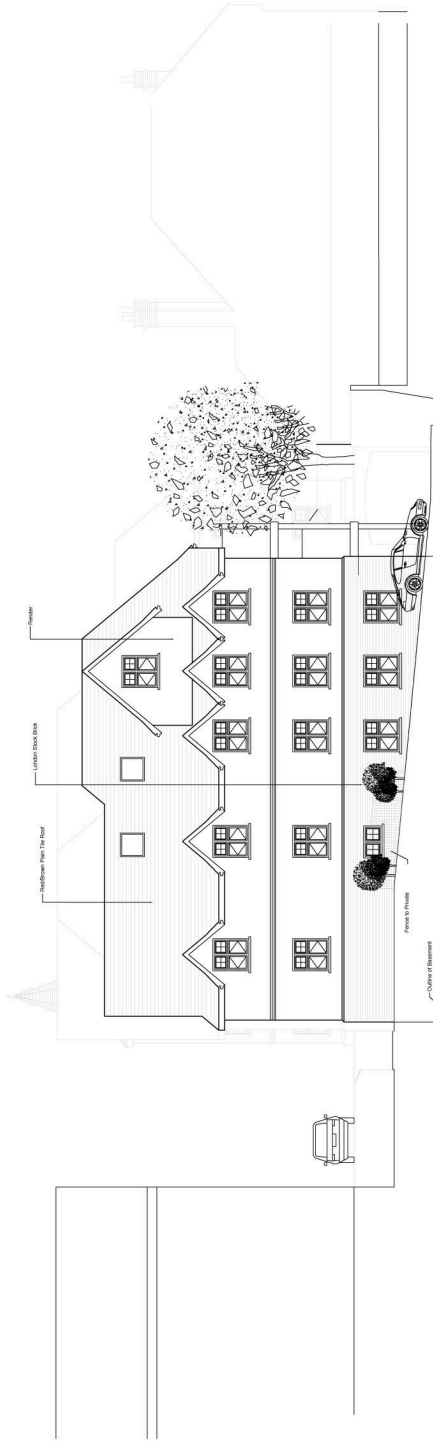 Render
London Stock Brick
Red/Brown Plain Tile Roof
Fence to Private
Outline of Basement